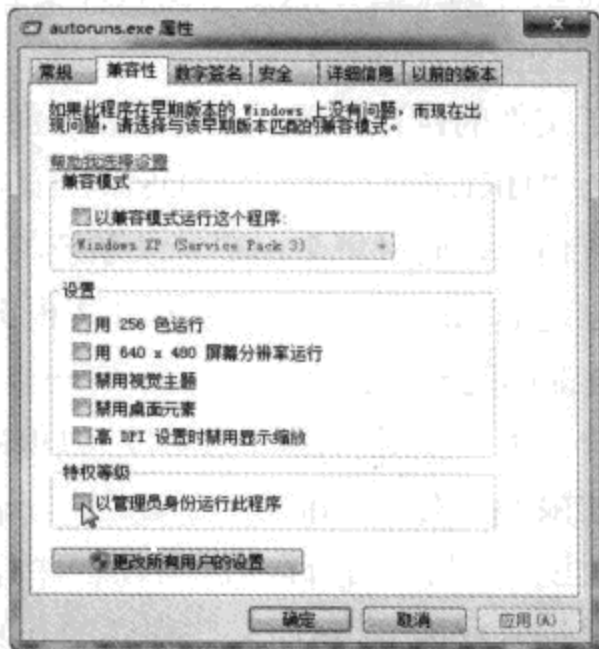 autoruns.exe 属性
常规 兼容性 数字签名 安全 详细信息 以前的版本
如果此程序在早期版本的 Windows 上没有问题，而现在出
现问题，请选择与该早期版本匹配的兼容模式。
帮助我选择设置
兼容模式
以兼容模式运行这个程序:
Windows XP (Service Pack 3)
设置
用 256 色运行
用 640 x 480 屏幕分辨率运行
禁用视觉主题
禁用桌面元素
高 DPI 设置时禁用显示缩放
特权等级
以管理员身份运行此程序
更改所有用户的设置
确定 取消 应用(A)